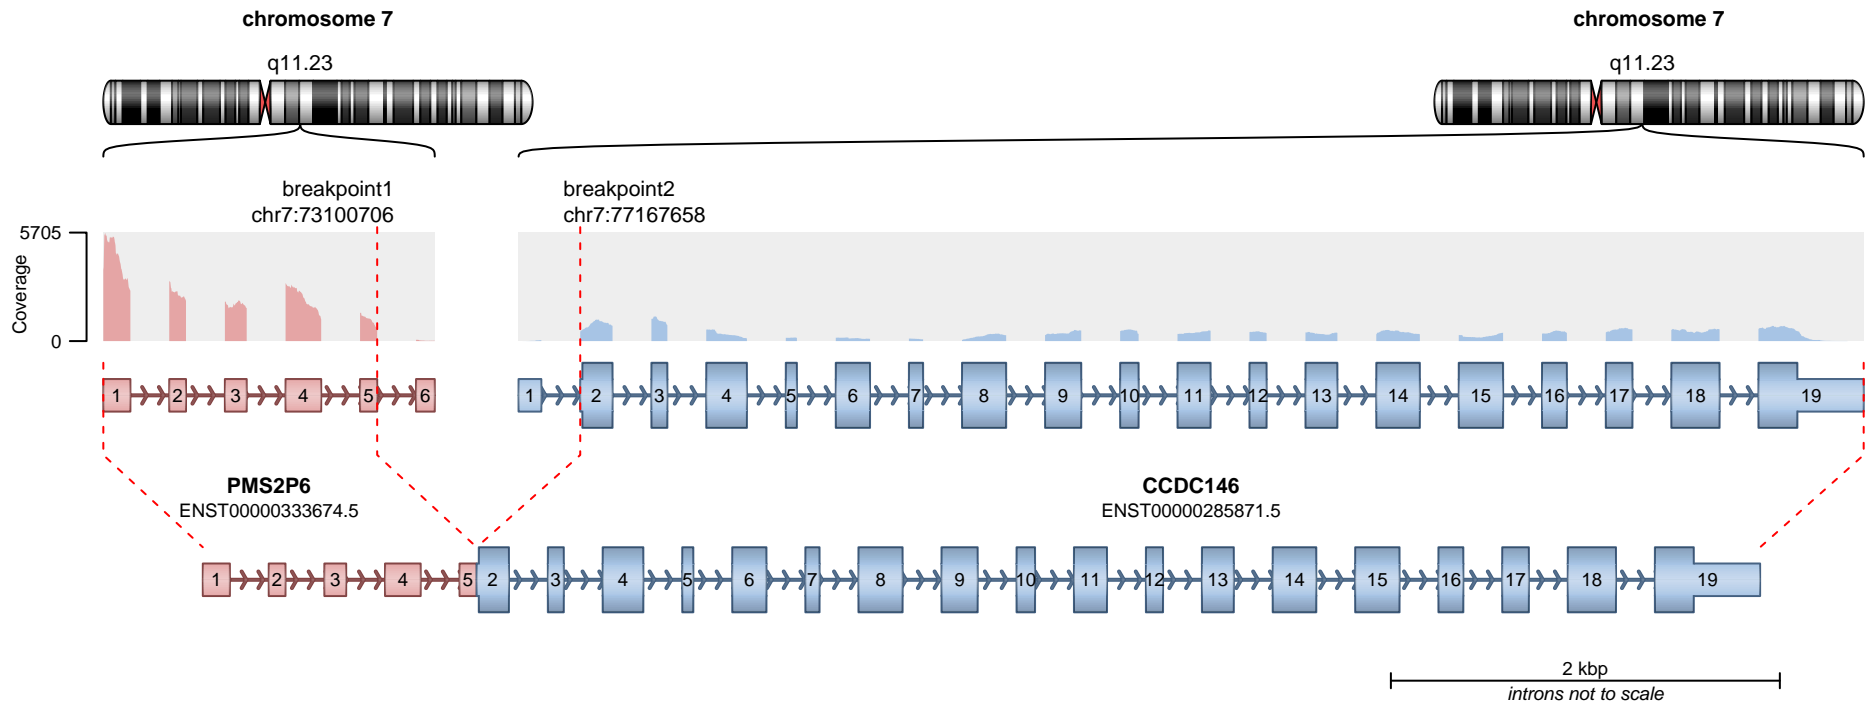 chromosome 7
chromosome 7
q11.23
q11.23
breakpoint1
chr7:73100706
breakpoint2
chr7:77167658
5705
Coverage
0
1 2 3 4 5 6
1 2 3 4 5 6 7 8 9 10 11 12 13 14 15 16 17 18 19
PMS2P6
ENST00000333674.5
CCDC146
ENST00000285871.5
1 2 3 4 5 2 3 4 5 6 7 8 9 10 11 12 13 14 15 16 17 18 19
2 kbp
introns not to scale